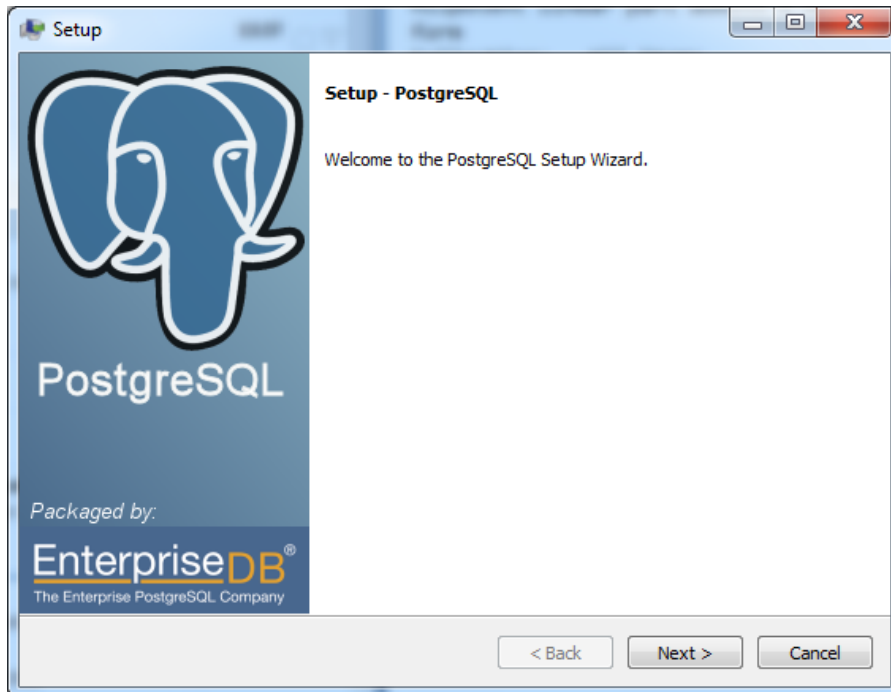 Setup
Setup - PostgreSQL
Welcome to the PostgreSQL Setup Wizard.
PostgreSQL
Packaged by:
EnterpriseDB®
The Enterprise PostgreSQL Company
< Back
Next >
Cancel